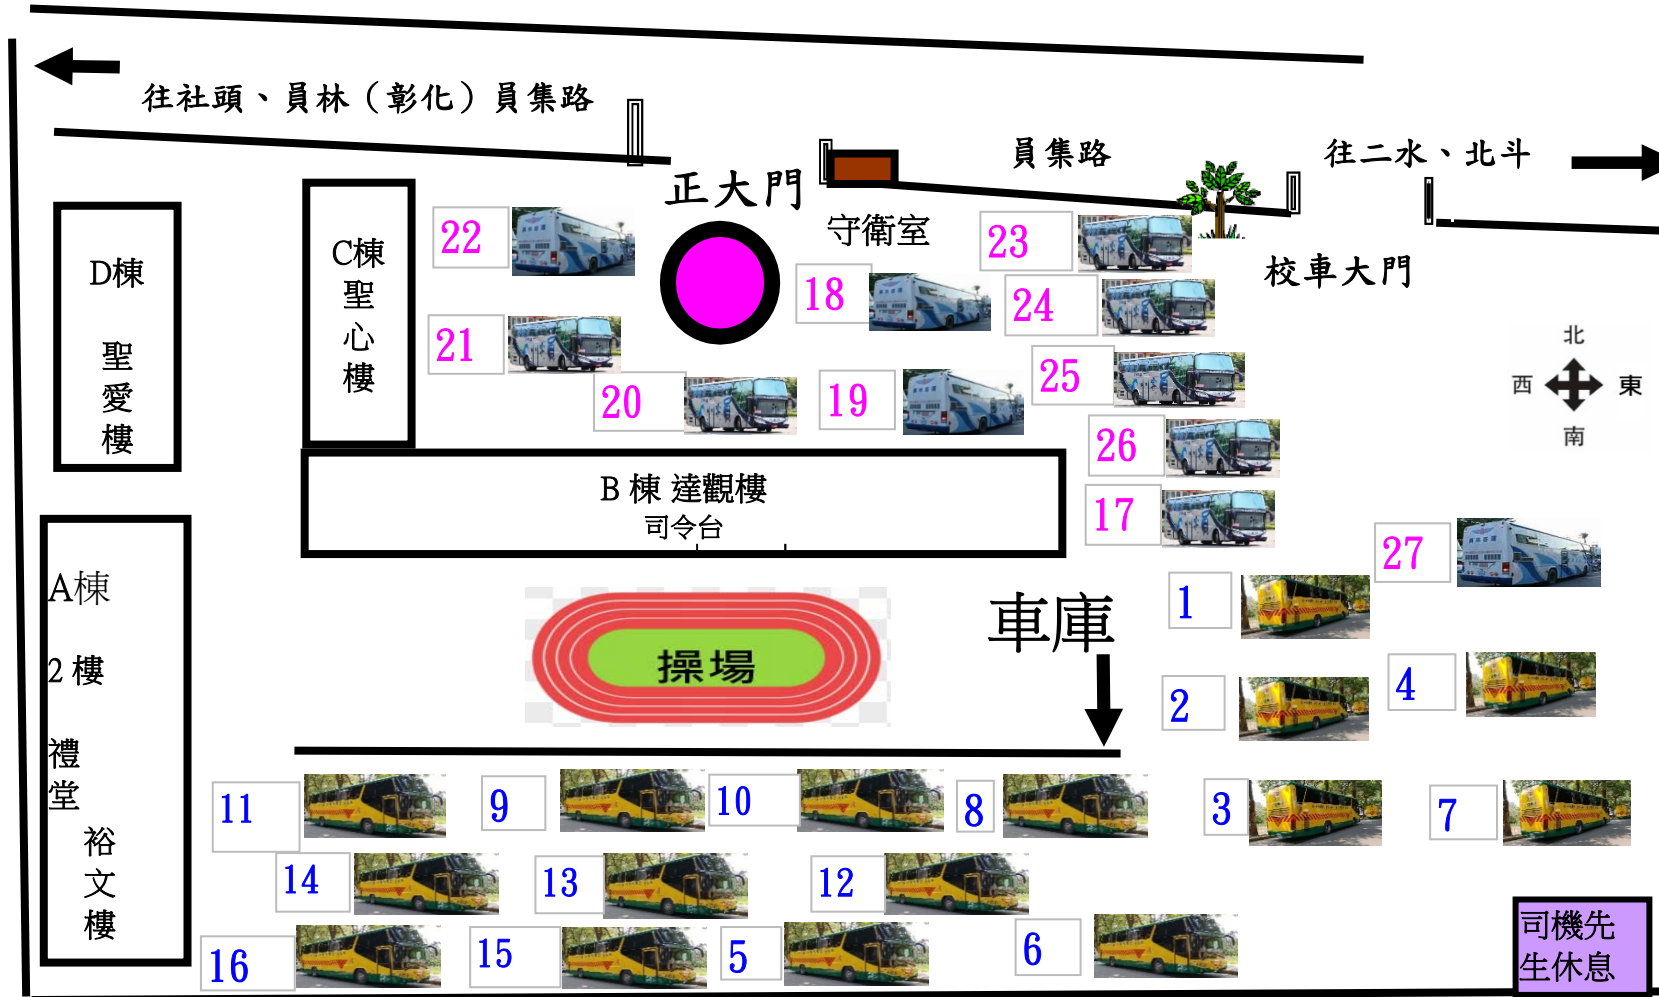 往社頭、員林（彰化）員集路
員集路
往二水、北斗
正大門
守衛室
校車大門
D棟
聖
愛
樓
C棟
聖
心
樓
22
21
20
18
19
23
24
25
26
17
27
北
西
東
南
B 棟 達觀樓
司令台
A棟
2 樓
禮
堂
裕
文
樓
操場
車庫
1
2
4
3
7
11
9
10
8
14
13
12
16
15
5
6
司機先
生休息